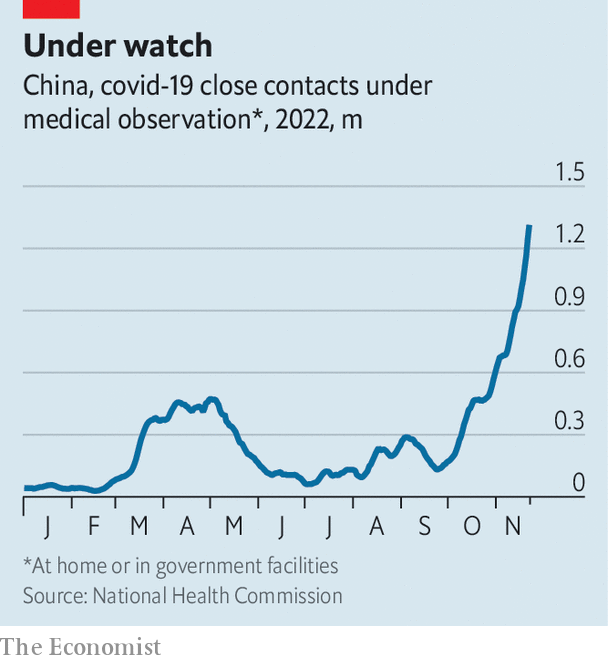 Under watch
China, covid-19 close contacts under
medical observation*, 2022, m
1.5
1.2
0.9
0.6
0.3
0
J F M A M J J A S O N
*At home or in government facilities
Source: National Health Commission
The Economist